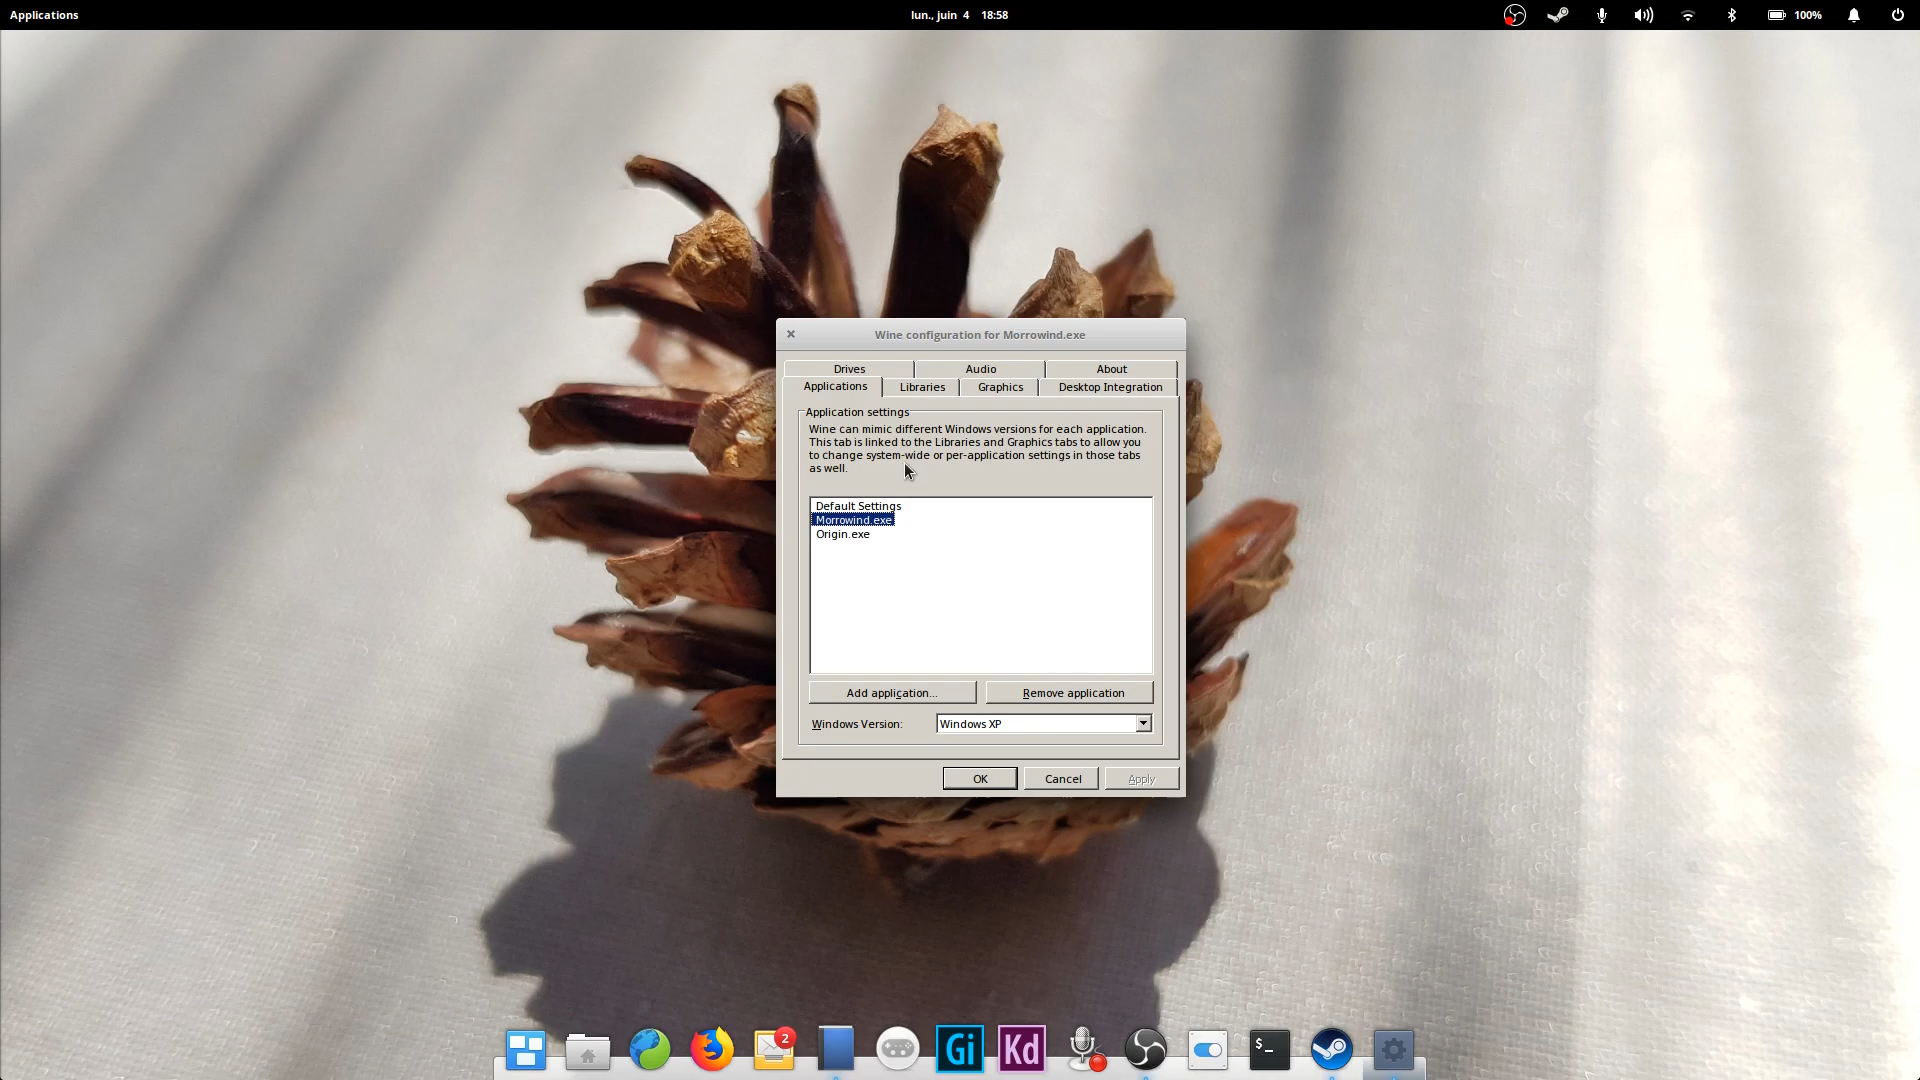 Applications
lun., juin 4 18:58
100%
Wine configuration for Morrowind.exe
Drives
Audio
About
Applications
Libraries
Graphics
Desktop Integration
Application settings
Wine can mimic different Windows versions for each application.
This tab is linked to the Libraries and Graphics tabs to allow you
to change system-wide or per-application settings in those tabs
as well.
Default Settings
Morrowind.exe
Origin.exe
Add application...
Remove application
Windows Version:
Windows XP
OK
Cancel
Apply
2
Gi
Kd
$_